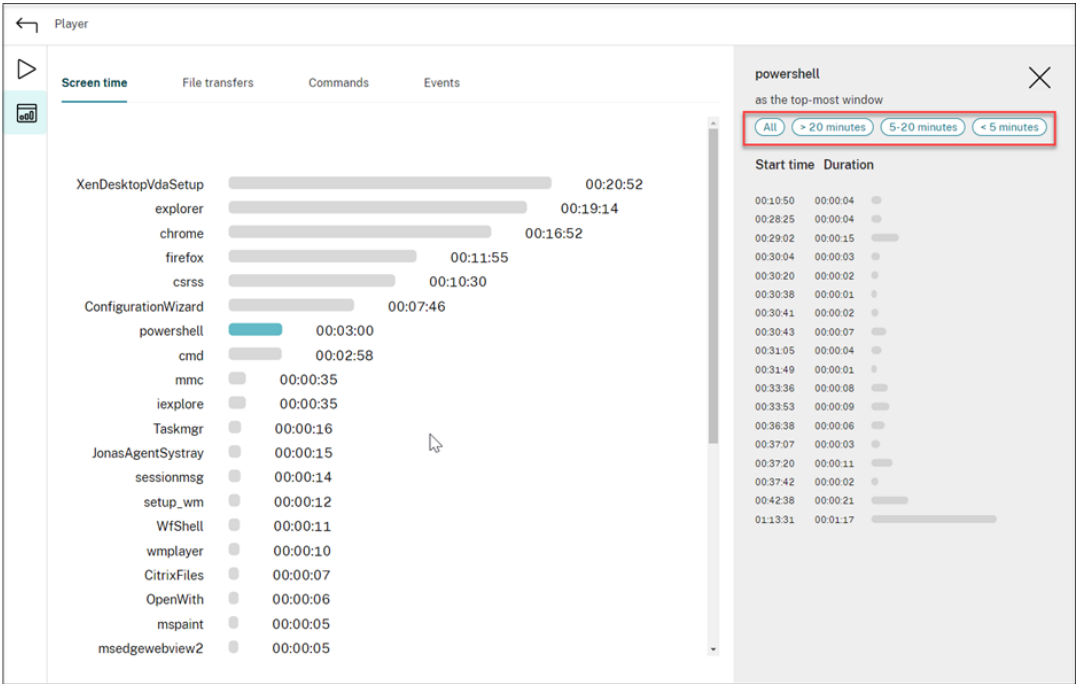 Player
Screen time File transfers Commands Events
XenDesktopVdaSetup 00:20:52
explorer 00:19:14
chrome 00:16:52
firefox 00:11:55
csrss 00:10:30
ConfigurationWizard 00:07:46
powershell 00:03:00
cmd 00:02:58
mmc 00:00:35
iexplore 00:00:35
Taskmgr 00:00:16
JonasAgentSystray 00:00:15
sessionmsg 00:00:14
setup_wm 00:00:12
WfShell 00:00:11
wmplayer 00:00:10
CitrixFiles 00:00:07
OpenWith 00:00:06
mspaint 00:00:05
msedgewebview2 00:00:05
powershell
as the top-most window
All > 20 minutes 5-20 minutes < 5 minutes
Start time Duration
00:10:50 00:00:04
00:28:25 00:00:04
00:29:02 00:00:15
00:30:04 00:00:03
00:30:20 00:00:02
00:30:38 00:00:01
00:30:41 00:00:02
00:30:43 00:00:07
00:31:05 00:00:04
00:31:49 00:00:01
00:33:36 00:00:08
00:33:53 00:00:09
00:36:38 00:00:06
00:37:07 00:00:03
00:37:20 00:00:11
00:37:42 00:00:02
00:42:38 00:00:21
01:13:31 00:01:17